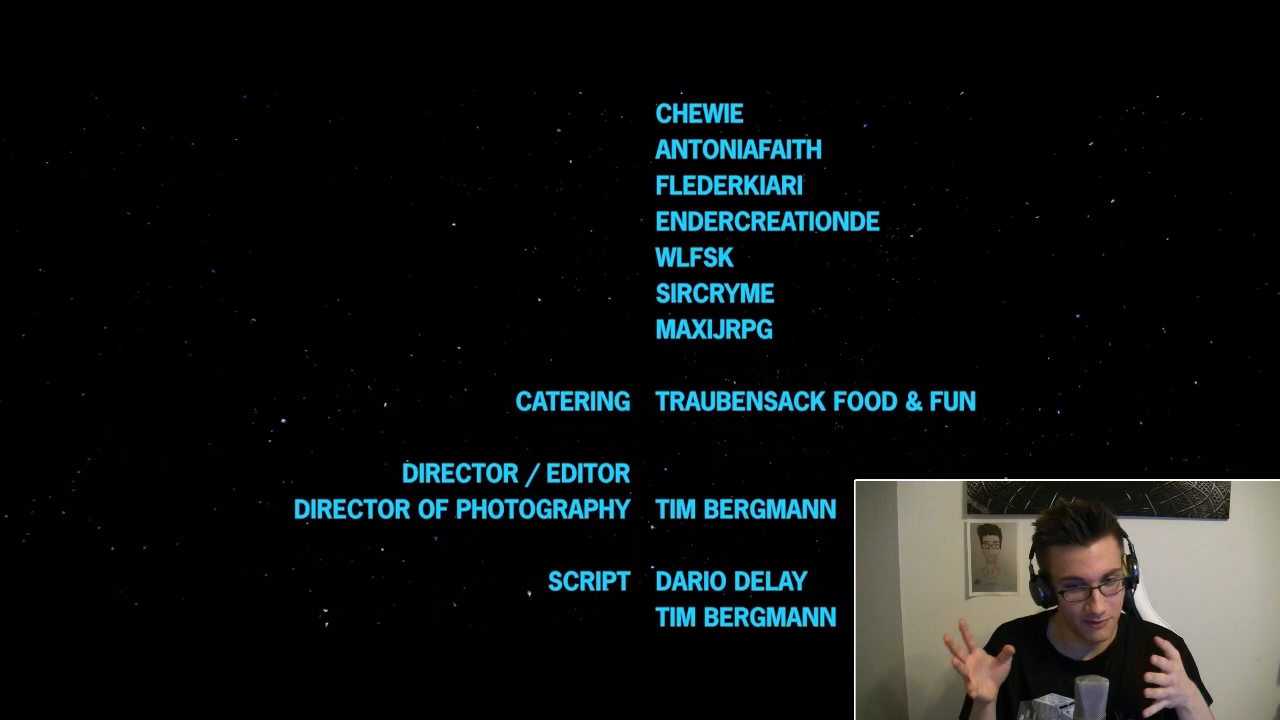 CHEWIE
ANTONIAFAITH
FLEDERKIARI
ENDERCREATIONDE
WLFSK
SIRCRYME
MAXIJRPG
CATERING TRAUBENSACK FOOD & FUN
DIRECTOR / EDITOR
DIRECTOR OF PHOTOGRAPHY TIM BERGMANN
SCRIPT DARIO DELAY
TIM BERGMANN